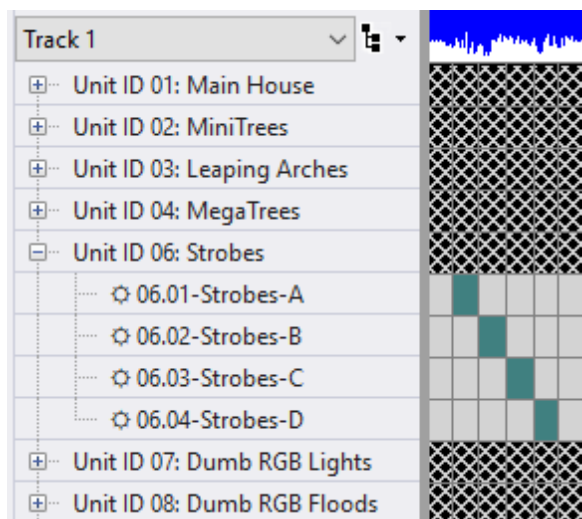 Track 1
Unit ID 01: Main House
Unit ID 02: MiniTrees
Unit ID 03: Leaping Arches
Unit ID 04: MegaTrees
Unit ID 06: Strobes
06.01-Strobes-A
06.02-Strobes-B
06.03-Strobes-C
06.04-Strobes-D
Unit ID 07: Dumb RGB Lights
Unit ID 08: Dumb RGB Floods